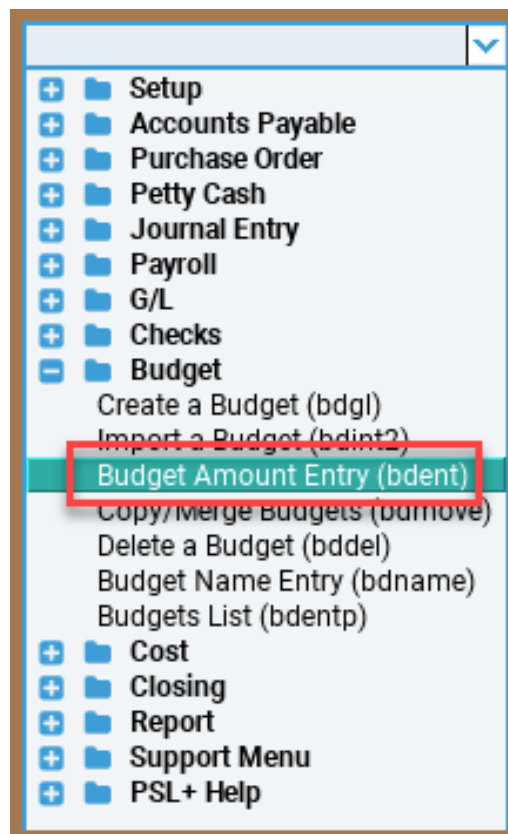 Setup
Accounts Payable
Purchase Order
Petty Cash
Journal Entry
Payroll
G/L
Checks
Budget
Create a Budget (bdgl)
Import a Budget (bdint2)
Budget Amount Entry (bdent)
Copy/Merge Budgets (bdmove)
Delete a Budget (bddel)
Budget Name Entry (bdname)
Budgets List (bdentp)
Cost
Closing
Report
Support Menu
PSL+ Help